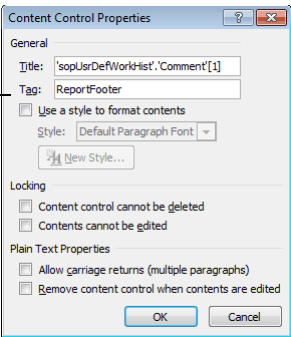 Content Control Properties
General
Title: 'sopUsrDefWorkHist'.'Comment'[1]
Tag: ReportFooter
Use a style to format contents
Style: Default Paragraph Font
New Style...
Locking
Content control cannot be deleted
Contents cannot be edited
Plain Text Properties
Allow carriage returns (multiple paragraphs)
Remove content control when contents are edited
OK Cancel